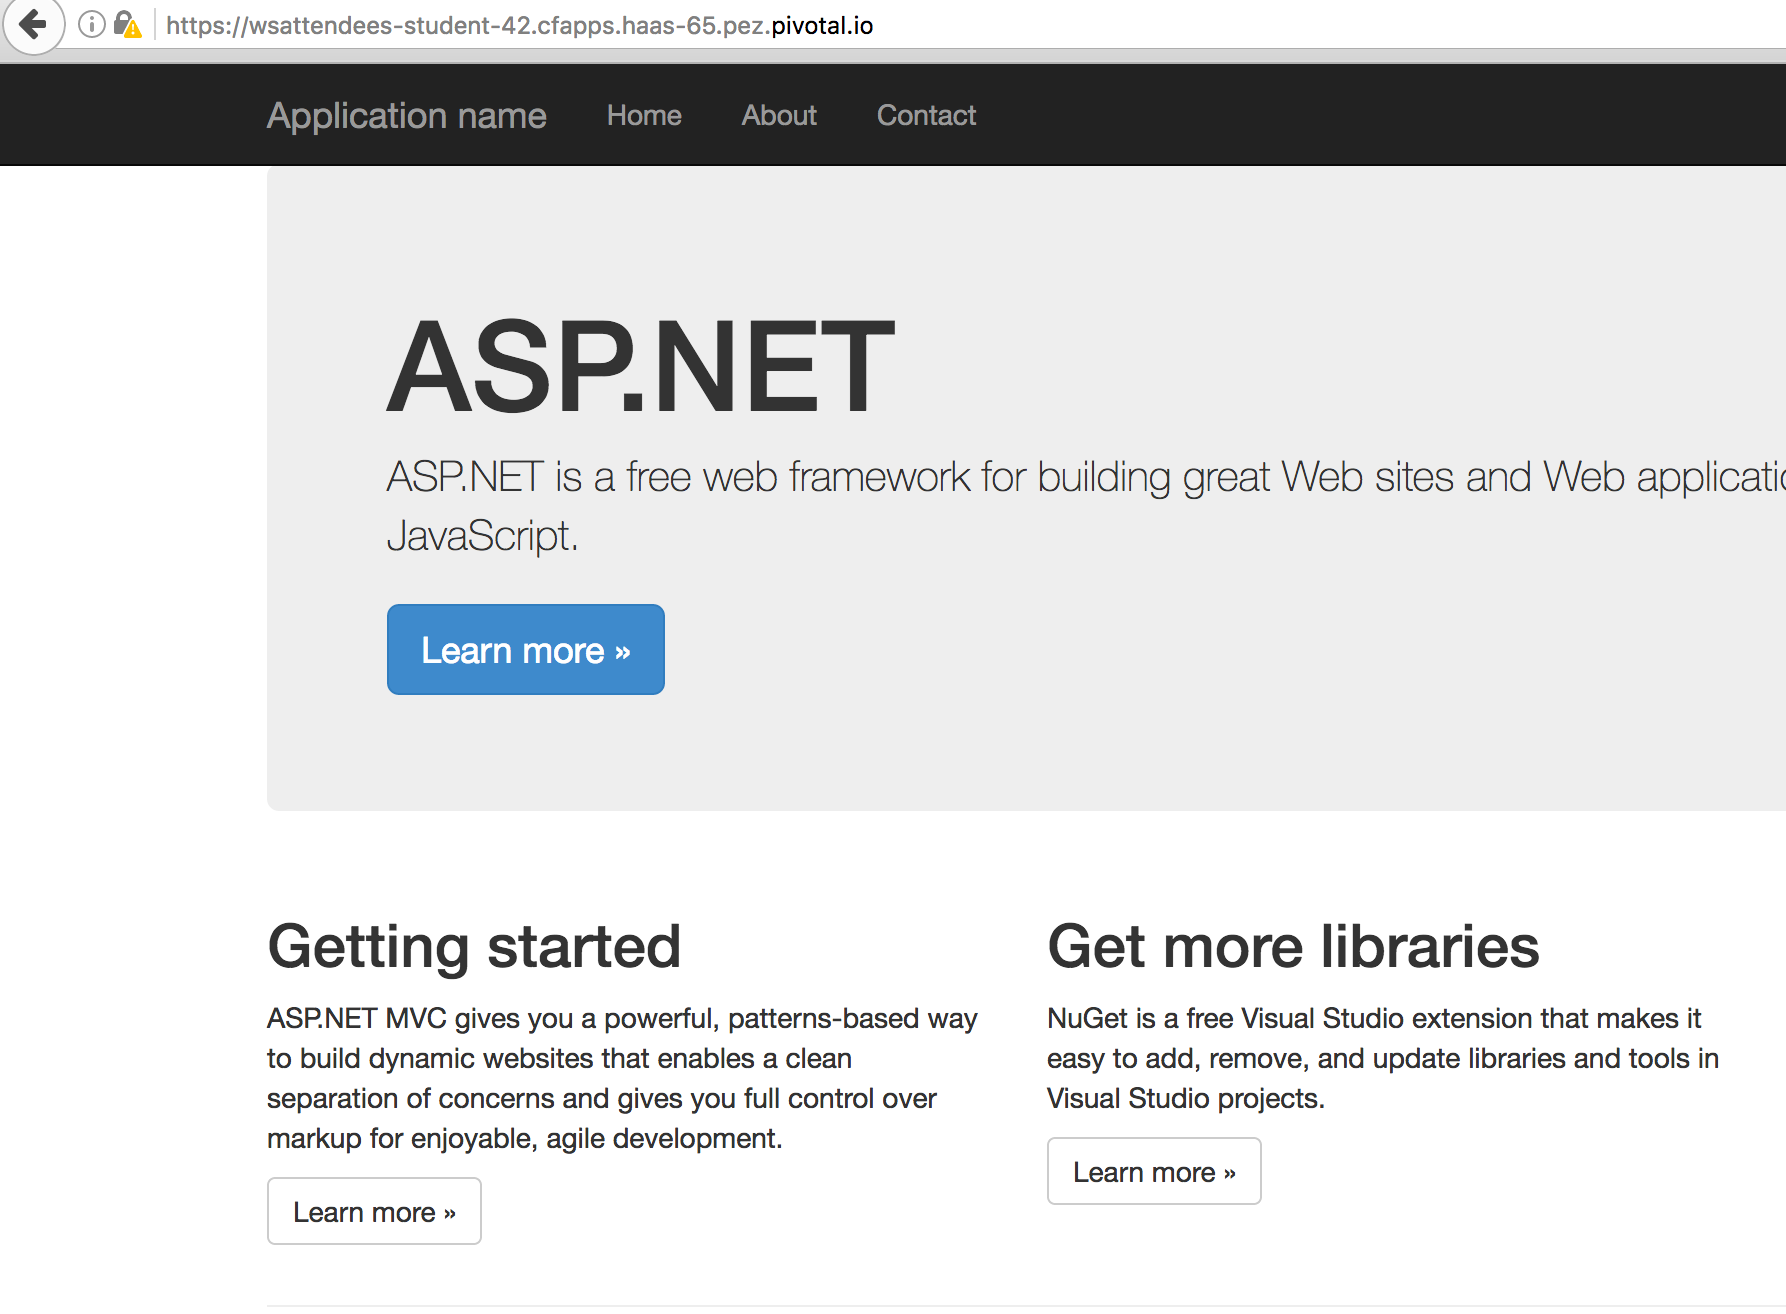 https://wsattendees-student-42.cfapps.haas-65.pez.pivotal.io
Application name Home About Contact
ASP.NET
ASP.NET is a free web framework for building great Web sites and Web
JavaScript.
Learn more »
Getting started
ASP.NET MVC gives you a powerful, patterns-based way
to build dynamic websites that enables a clean
separation of concerns and gives you full control over
markup for enjoyable, agile development.
Learn more »
Get more libraries
NuGet is a free Visual Studio extension that makes it
easy to add, remove, and update libraries and tools in
Visual Studio projects.
Learn more »